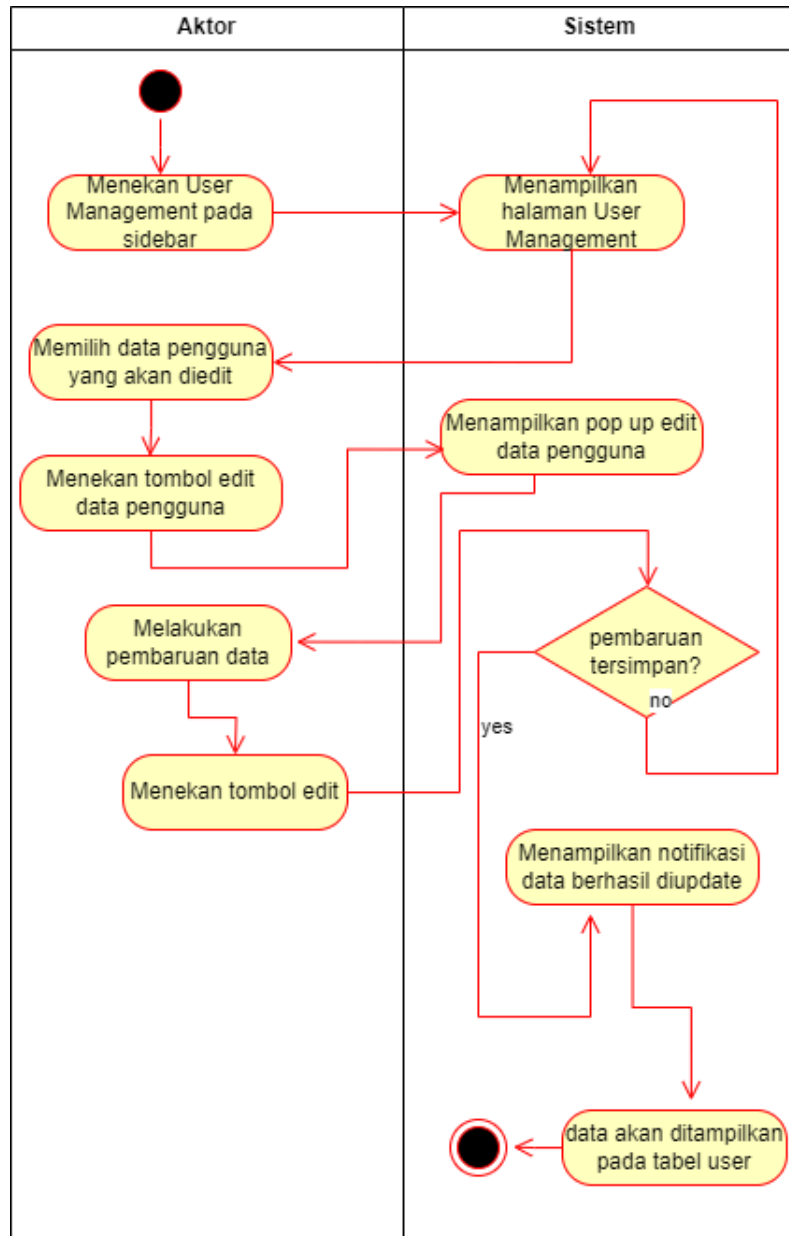 Aktor
Sistem
Menekan User
Management pada
sidebar
Menampilkan
halaman User
Management
Memilih data pengguna
yang akan diedit
Menampilkan pop up edit
data pengguna
Menekan tombol edit
data pengguna
Melakukan
pembaruan data
pembaruan
tersimpan?
no
yes
Menekan tombol edit
Menampilkan notifikasi
data berhasil diupdate
data akan ditampilkan
pada tabel user